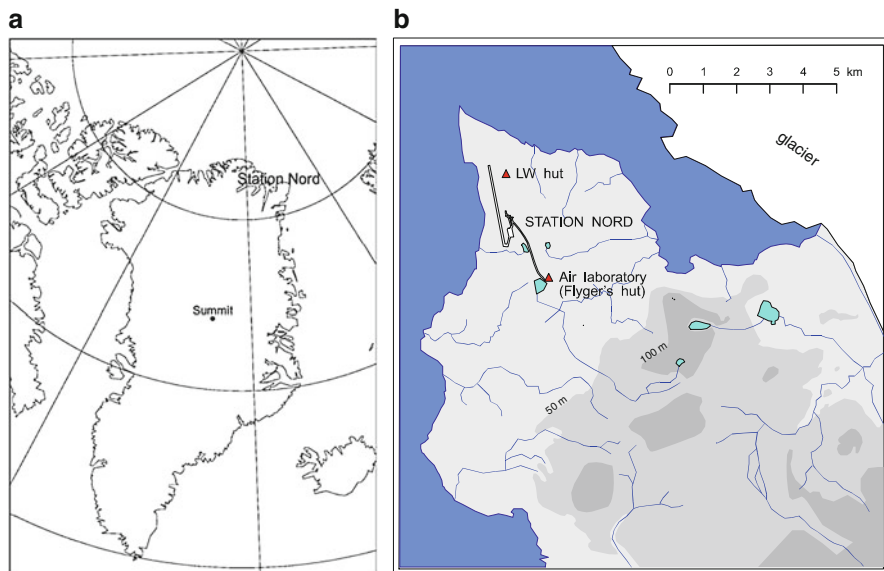 a
Station Nord
Summit
b
0 1 2 3 4 5 km
glacier
LW hut
STATION NORD
Air laboratory
(Flyger's hut)
100 m
50 m